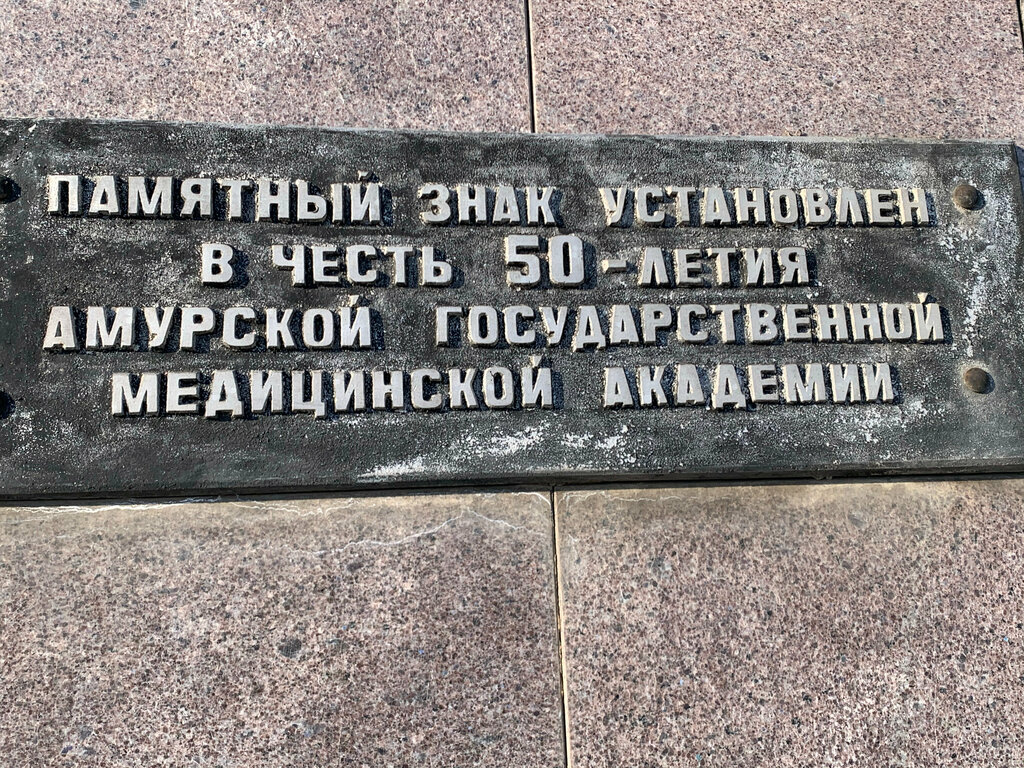 ПАМЯТНЫЙ ЗНАК УСТАНОВЛЕН
В ЧЕСТЬ 50-ЛЕТИЯ
АМУРСКОЙ ГОСУДАРСТВЕННОЙ
МЕДИЦИНСКОЙ АКАДЕМИИ